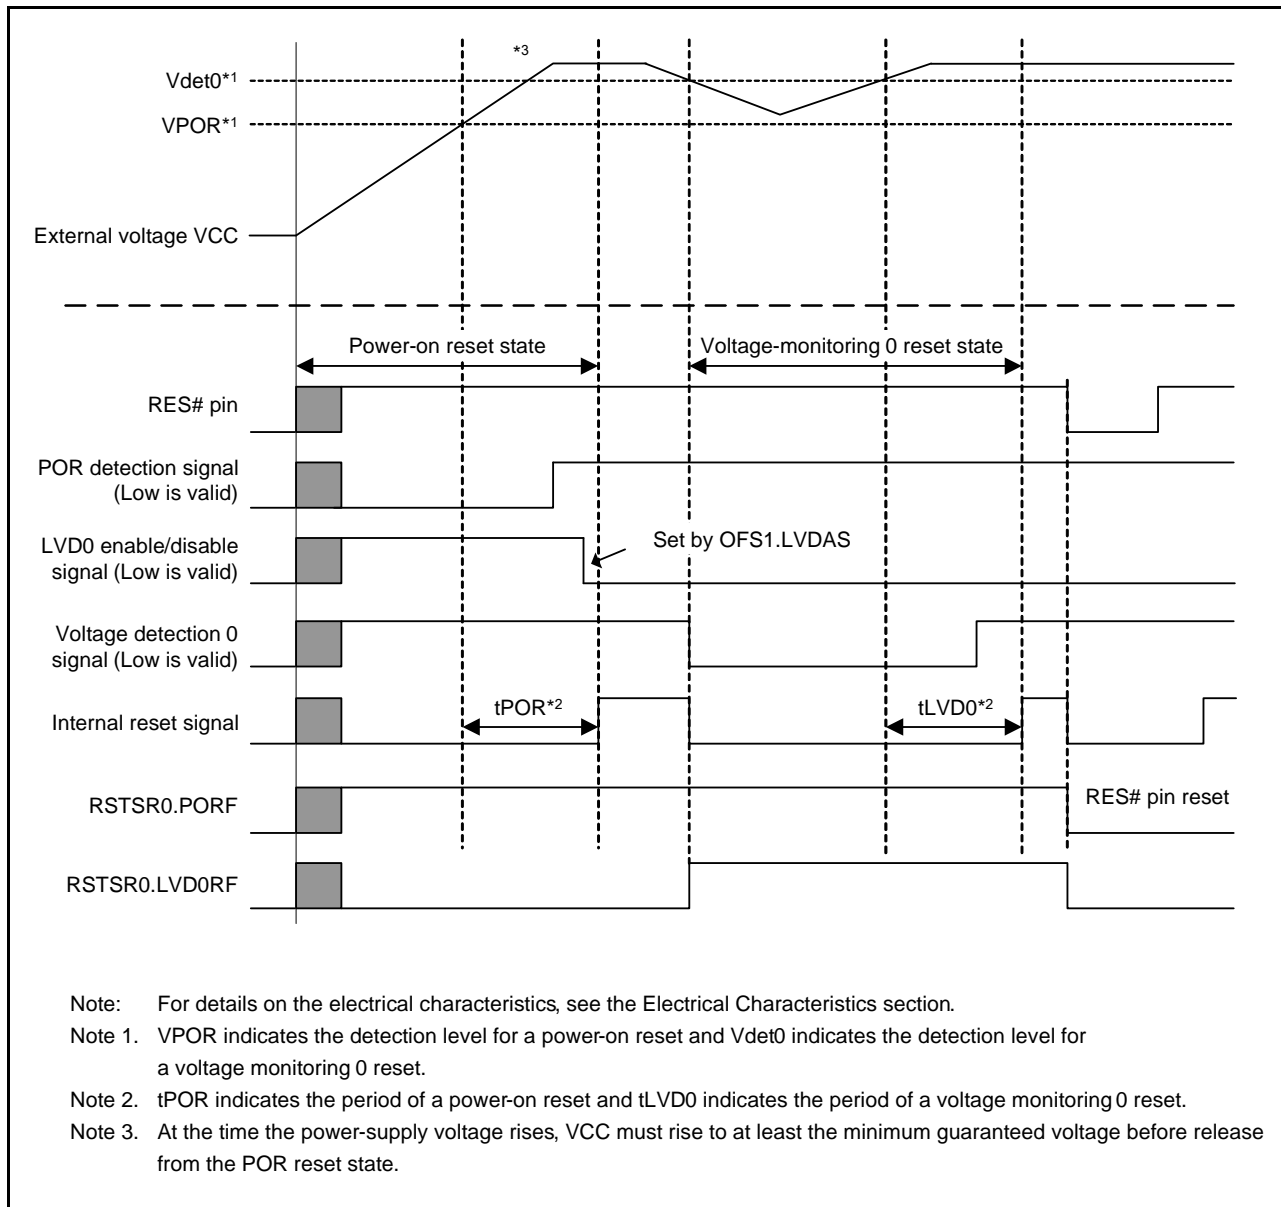 *3
Vdet0*1
VPOR*1
External voltage VCC
Power-on reset state
Voltage-monitoring 0 reset state
RES# pin
POR detection signal
(Low is valid)
LVD0 enable/disable
signal (Low is valid)
Set by OFS1.LVDAS
Voltage detection 0
signal (Low is valid)
Internal reset signal
tPOR*2
tLVD0*2
RSTSR0.PORF
RES# pin reset
RSTSR0.LVD0RF
Note: For details on the electrical characteristics, see the Electrical Characteristics section.
Note 1. VPOR indicates the detection level for a power-on reset and Vdet0 indicates the detection level for
a voltage monitoring 0 reset.
Note 2. tPOR indicates the period of a power-on reset and tLVD0 indicates the period of a voltage monitoring 0 reset.
Note 3. At the time the power-supply voltage rises, VCC must rise to at least the minimum guaranteed voltage before release
from the POR reset state.